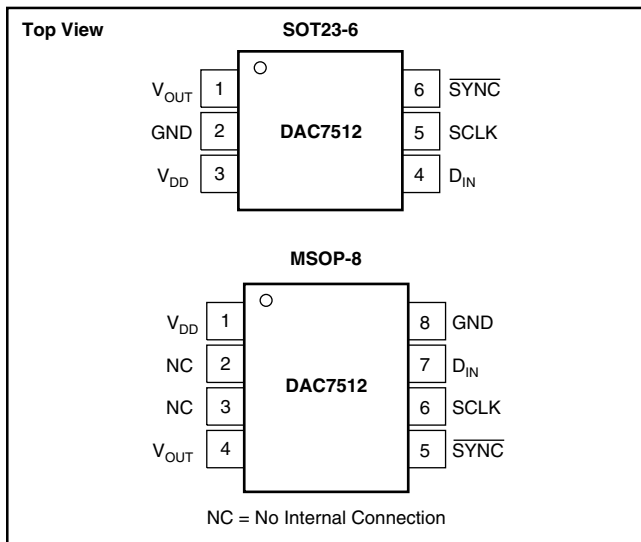 Top View
SOT23-6
V_OUT 1
GND 2
V_DD 3
DAC7512
6 S̅Y̅N̅C̅
5 SCLK
4 D_IN
MSOP-8
V_DD 1
NC 2
NC 3
V_OUT 4
DAC7512
8 GND
7 D_IN
6 SCLK
5 S̅Y̅N̅C̅
NC = No Internal Connection